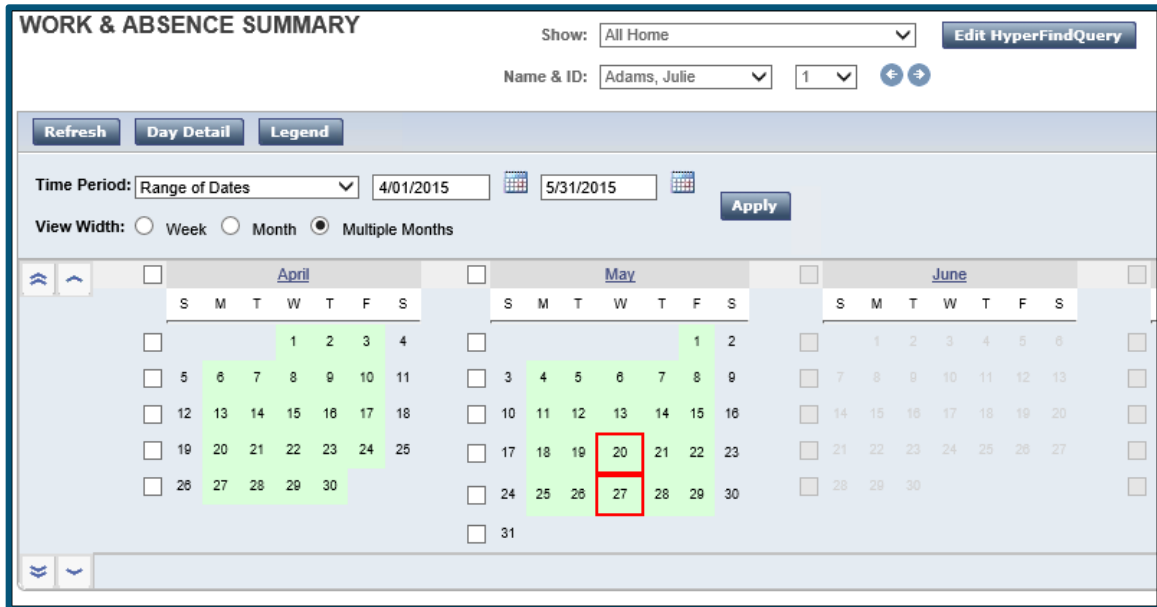 WORK & ABSENCE SUMMARY
Show: All Home Edit HyperFindQuery
Name & ID: Adams, Julie 1
Refresh Day Detail Legend
Time Period: Range of Dates 4/01/2015 5/31/2015
Apply
View Width: Week Month Multiple Months
April May June
S M T W T F S S M T W T F S S M T W T F S
1 2 3 4 1 2 1 2 3 4 5 6
5 6 7 8 9 10 11 3 4 5 6 7 8 9 7 8 9 10 11 12 13
12 13 14 15 16 17 18 10 11 12 13 14 15 16 14 15 16 17 18 19 20
19 20 21 22 23 24 25 17 18 19 20 21 22 23 21 22 23 24 25 26 27
26 27 28 29 30 24 25 26 27 28 29 30 28 29 30
31